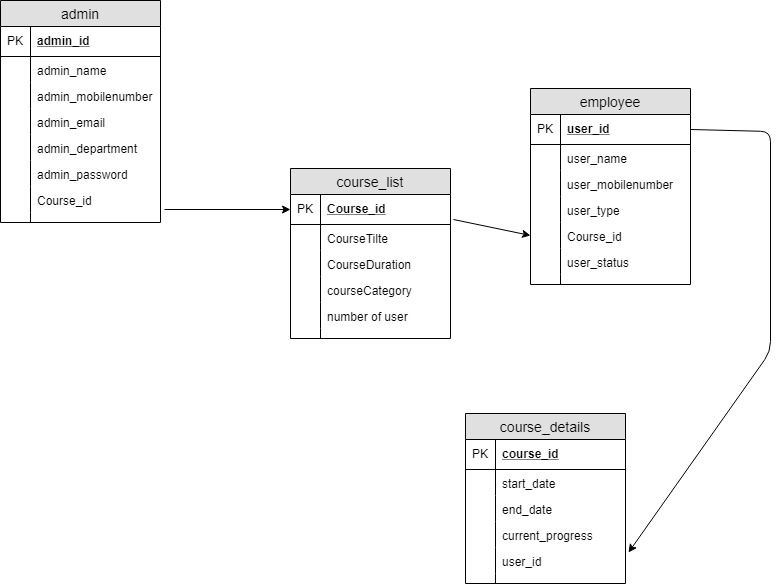 admin
PK admin_id
admin_name
admin_mobilenumber
admin_email
admin_department
admin_password
Course_id
course_list
PK Course_id
CourseTilte
CourseDuration
courseCategory
number of user
employee
PK user_id
user_name
user_mobilenumber
user_type
Course_id
user_status
course_details
PK course_id
start_date
end_date
current_progress
user_id